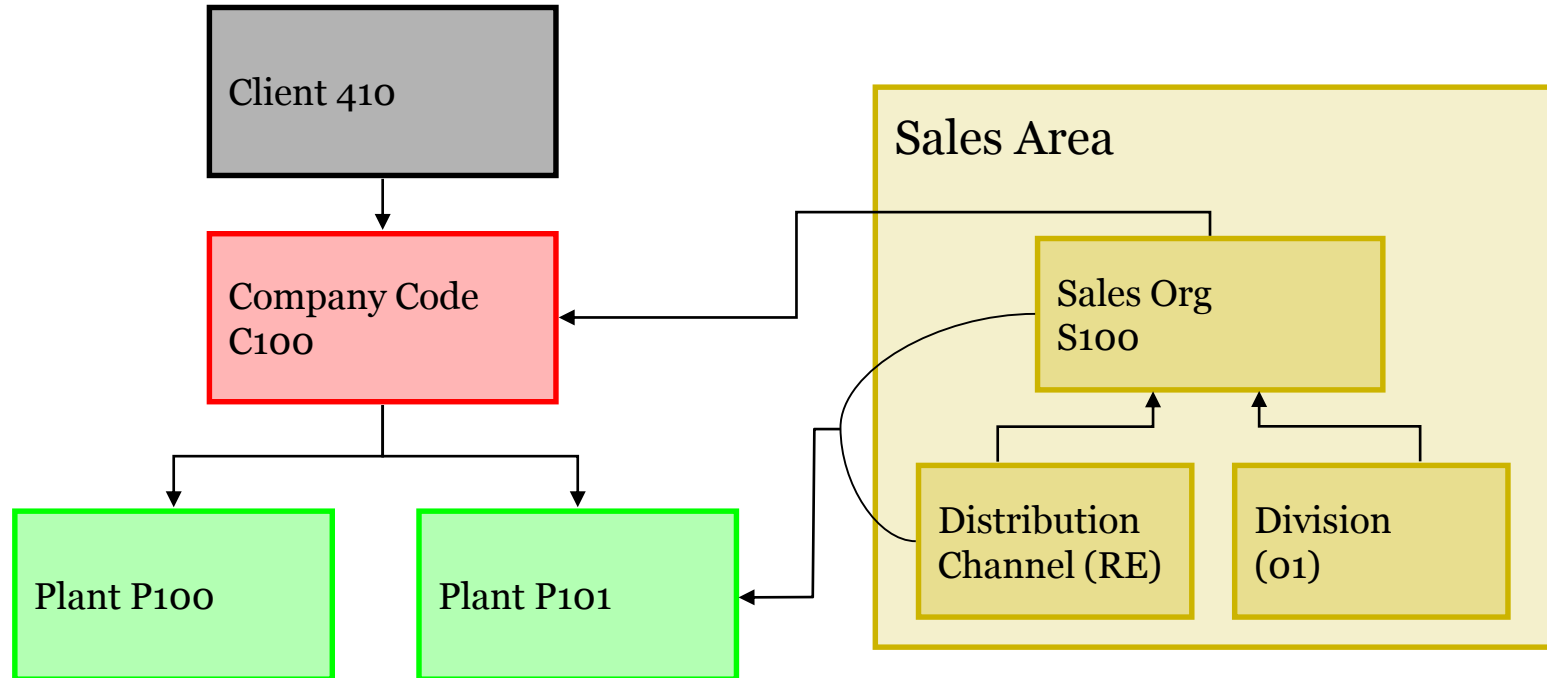 Client 410
Sales Area
Company Code
C100
Sales Org
S100
Plant P100
Plant P101
Distribution
Channel (RE)
Division
(01)